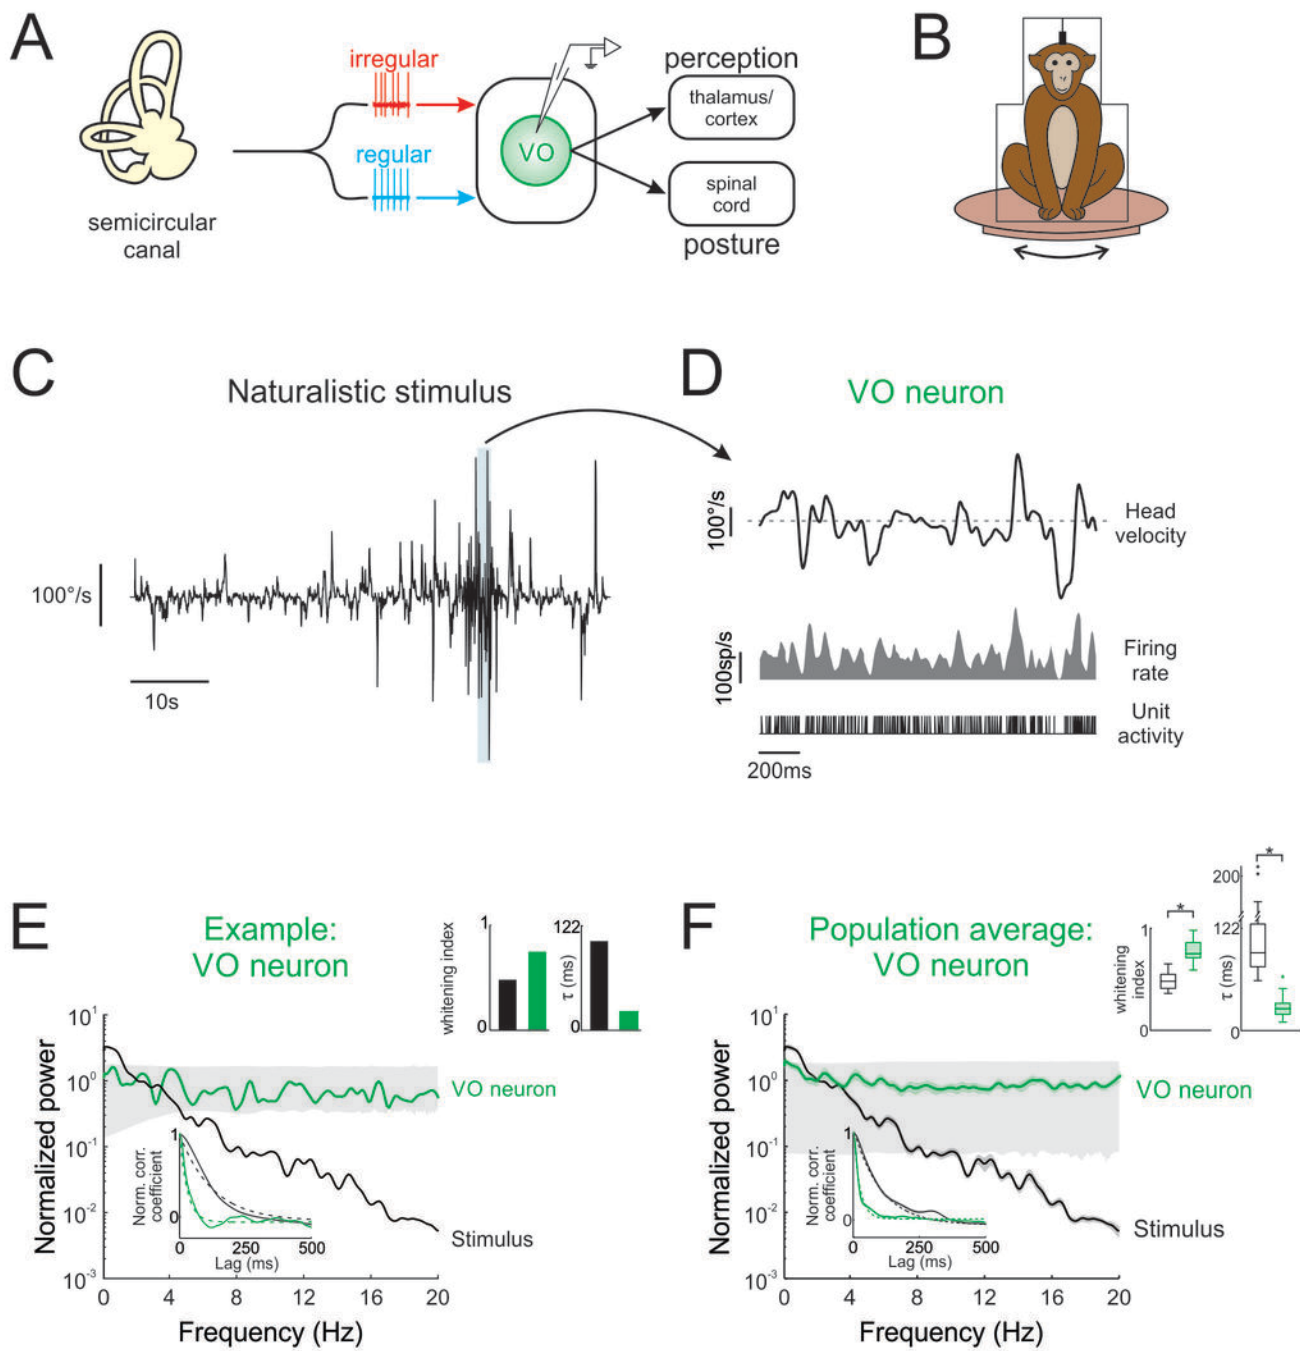 A
irregular
regular
semicircular
canal
VO
perception
thalamus/
cortex
spinal
cord
posture
B
C
Naturalistic stimulus
100°/s
10s
D
VO neuron
100°/s
Head
velocity
100sp/s
Firing
rate
Unit
activity
200ms
E
Example:
VO neuron
whitening index
1
0
τ (ms)
122
0
Normalized power
10¹
10⁰
10⁻¹
10⁻²
10⁻³
VO neuron
Stimulus
Norm. corr.
coefficient
1
0
0 250 500
Lag (ms)
0 4 8 12 16 20
Frequency (Hz)
F
Population average:
VO neuron
whitening
index
1
0
*
τ (ms)
200
122
0
*
Normalized power
10¹
10⁰
10⁻¹
10⁻²
10⁻³
VO neuron
Stimulus
Norm. corr.
coefficient
1
0
0 250 500
Lag (ms)
0 4 8 12 16 20
Frequency (Hz)